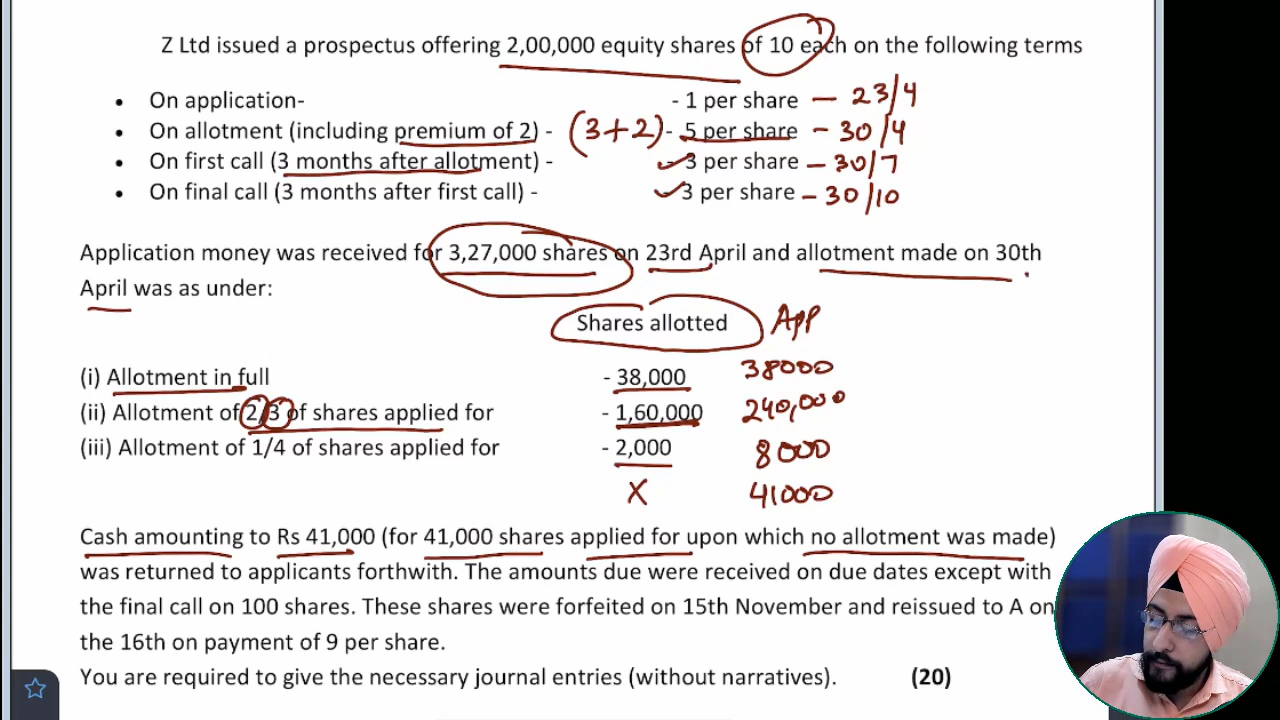 Z Ltd issued a prospectus offering 2,00,000 equity shares of 10 each on the following terms
• On application- - 1 per share — 23/4
• On allotment (including premium of 2) - (3+2) - 5 per share — 30/4
• On first call (3 months after allotment) - - 3 per share — 30/7
• On final call (3 months after first call) - - 3 per share — 30/10
Application money was received for 3,27,000 shares on 23rd April and allotment made on 30th
April was as under:
Shares allotted APP
(i) Allotment in full - 38,000 38000
(ii) Allotment of 2/3 of shares applied for - 1,60,000 240,000
(iii) Allotment of 1/4 of shares applied for - 2,000 8000
X 41000
Cash amounting to Rs 41,000 (for 41,000 shares applied for upon which no allotment was made)
was returned to applicants forthwith. The amounts due were received on due dates except with
the final call on 100 shares. These shares were forfeited on 15th November and reissued to A on
the 16th on payment of 9 per share.
You are required to give the necessary journal entries (without narratives). (20)